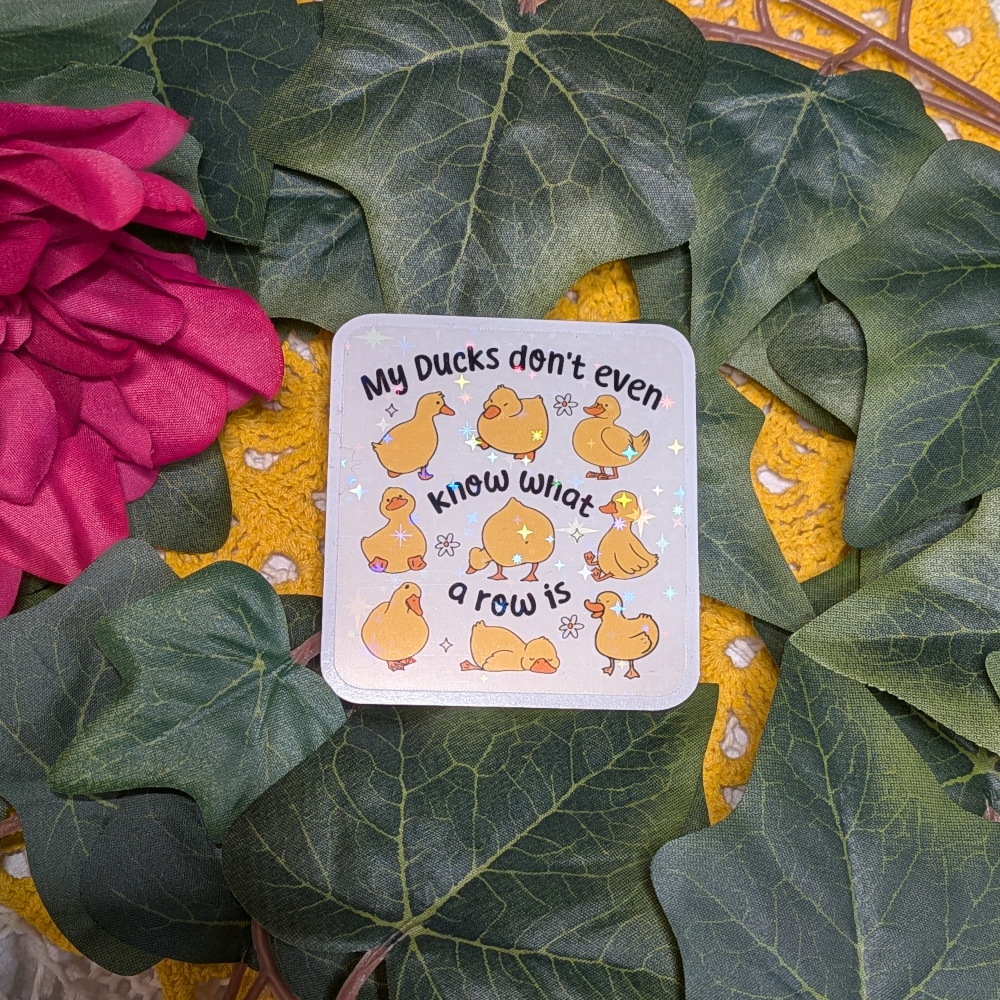 My Ducks don't even
know what
a row is